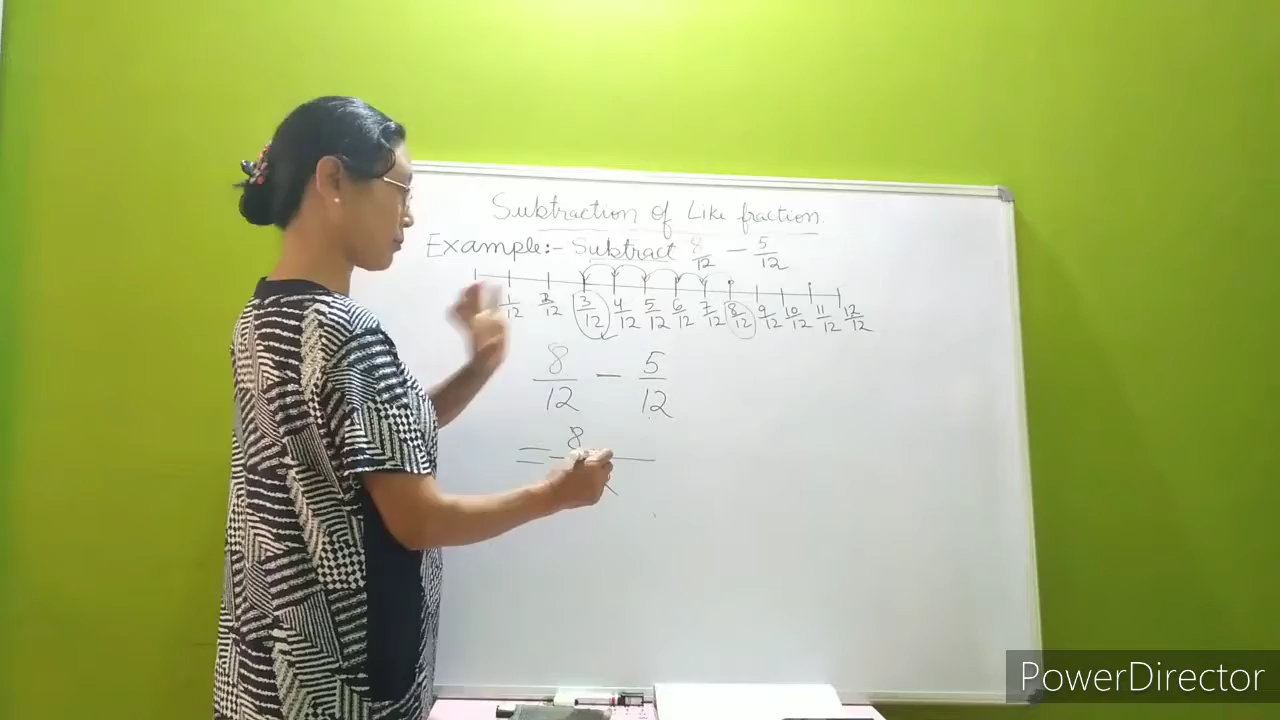 Subtraction of Like fraction.
Example:- Subtract 8/12 - 5/12
1/12 2/12 3/12 4/12 5/12 6/12 7/12 8/12 9/12 10/12 11/12 12/12
8/12 - 5/12
= 8
PowerDirector